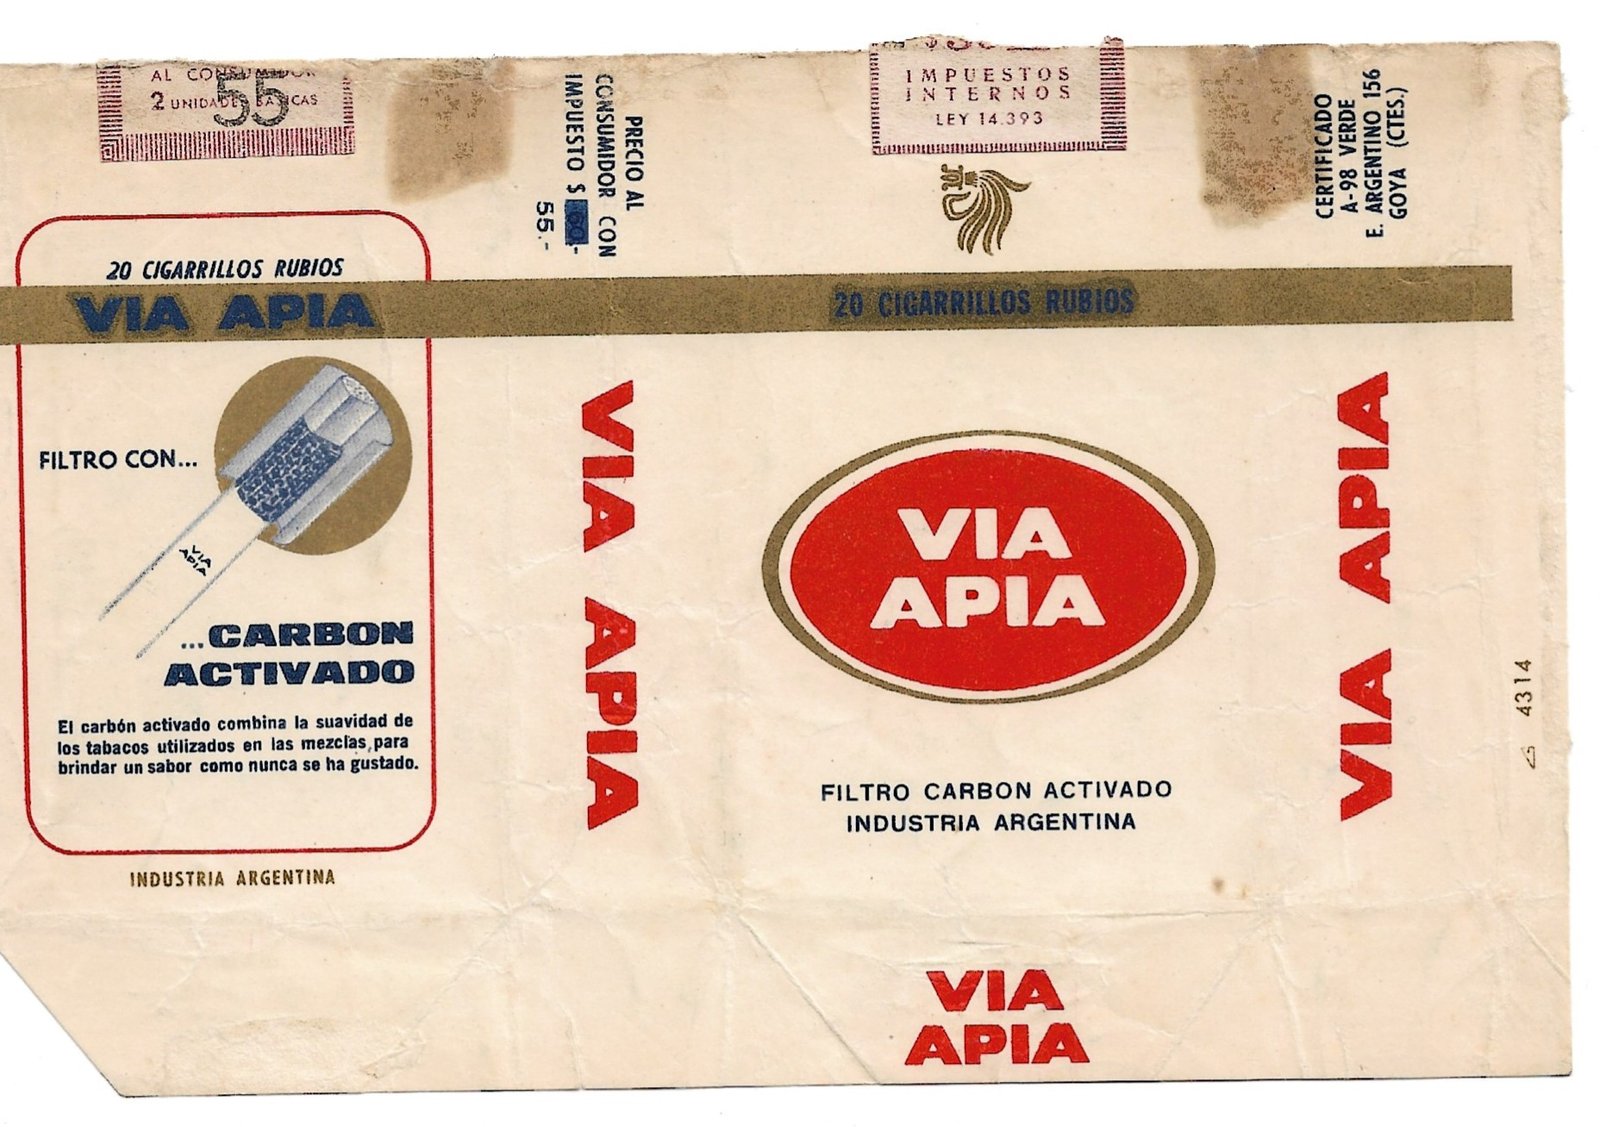 AL CONSUMIDOR
2 UNIDADES BASICAS
55
20 CIGARRILLOS RUBIOS
VIA APIA
FILTRO CON...
VIA
APIA
...CARBON
ACTIVADO
El carbón activado combina la suavidad de
los tabacos utilizados en las mezclas, para
brindar un sabor como nunca se ha gustado.
INDUSTRIA ARGENTINA
PRECIO AL
CONSUMIDOR CON
IMPUESTO $
55.-
VIA APIA
IMPUESTOS
INTERNOS
LEY 14.393
20 CIGARRILLOS RUBIOS
VIA
APIA
FILTRO CARBON ACTIVADO
INDUSTRIA ARGENTINA
VIA
APIA
CERTIFICADO
A-98 VERDE
E. ARGENTINO 156
GOYA (CTES.)
VIA APIA
4314